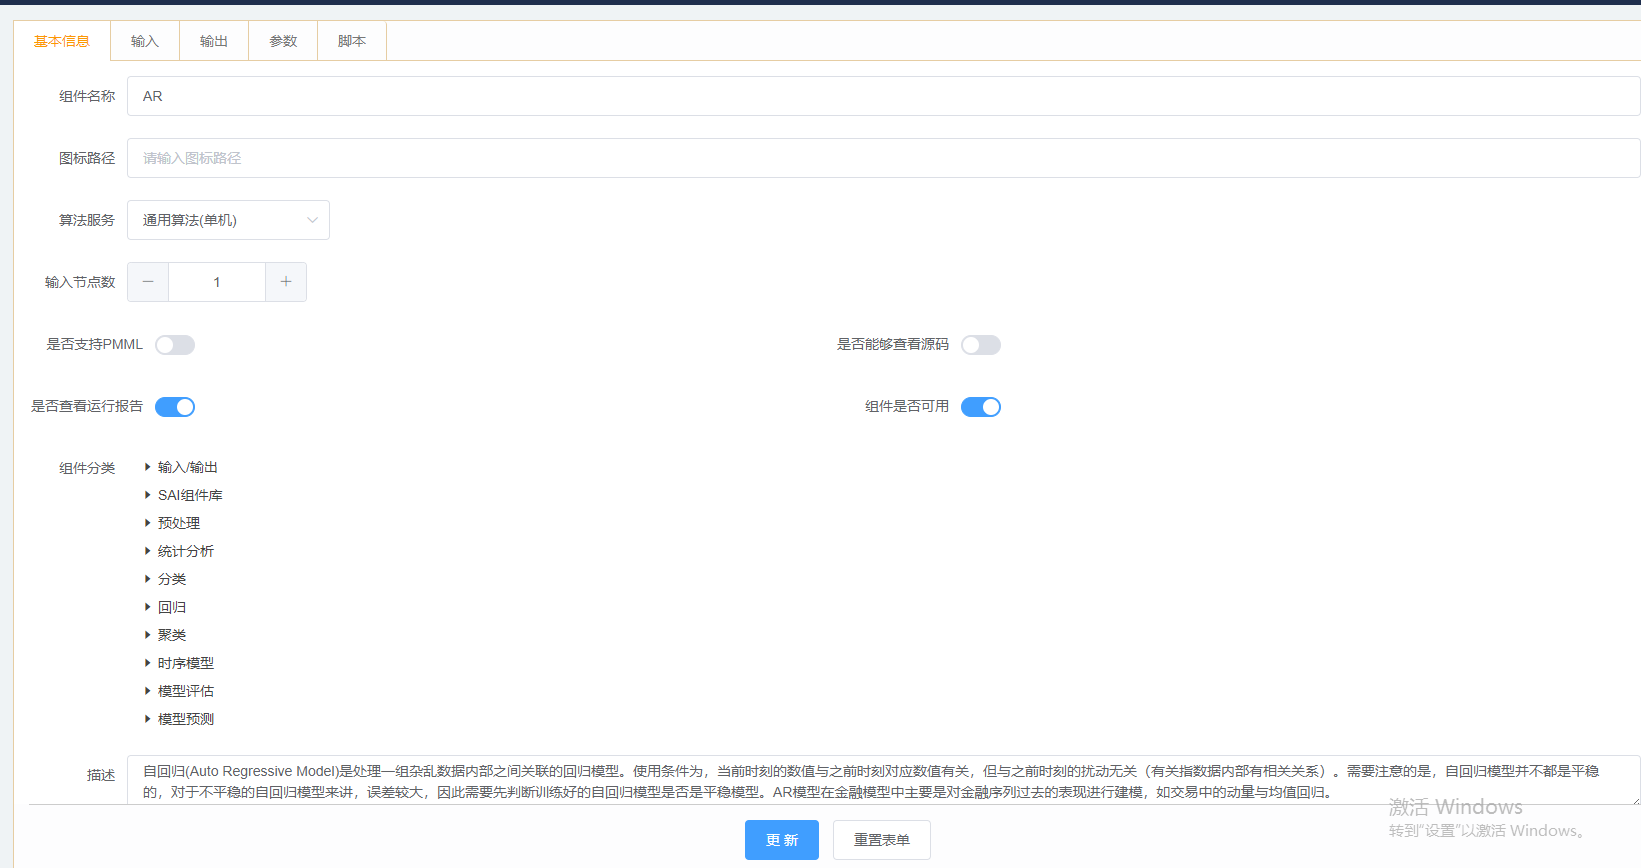 基本信息 输入 输出 参数 脚本
组件名称 AR
图标路径 请输入图标路径
算法服务 通用算法(单机)
输入节点数 1
是否支持PMML 是否能够查看源码
是否查看运行报告 组件是否可用
组件分类 输入/输出
SAI组件库
预处理
统计分析
分类
回归
聚类
时序模型
模型评估
模型预测
描述 自回归(Auto Regressive Model)是处理一组杂乱数据内部之间关联的回归模型。使用条件为，当前时刻的数值与之前时刻对应数值有关，但与之前时刻的扰动无关（有关指数据内部有相关关系）。需要注意的是，自回归模型并不都是平稳
的，对于不平稳的自回归模型来讲，误差较大，因此需要先判断训练好的自回归模型是否是平稳模型。AR模型在金融模型中主要是对金融序列过去的表现进行建模，如交易中的动量与均值回归。
激活 Windows
转到"设置"以激活 Windows。
更 新 重置表单